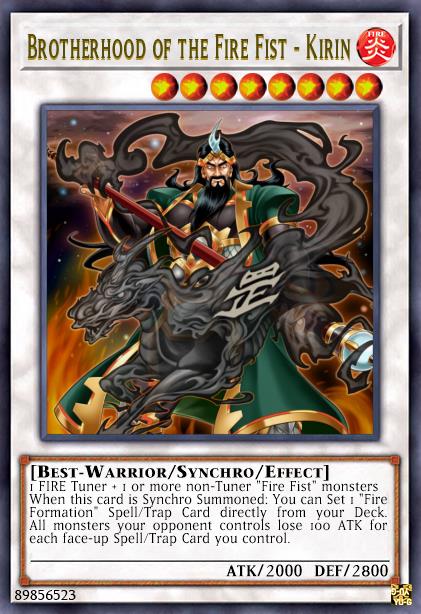 Brotherhood of the Fire Fist - Kirin
FIRE
炎
[Best-Warrior/Synchro/Effect]
1 FIRE Tuner + 1 or more non-Tuner "Fire Fist" monsters
When this card is Synchro Summoned: You can Set 1 "Fire
Formation" Spell/Trap Card directly from your Deck.
All monsters your opponent controls lose 100 ATK for
each face-up Spell/Trap Card you control.
ATK/2000 DEF/2800
89856523